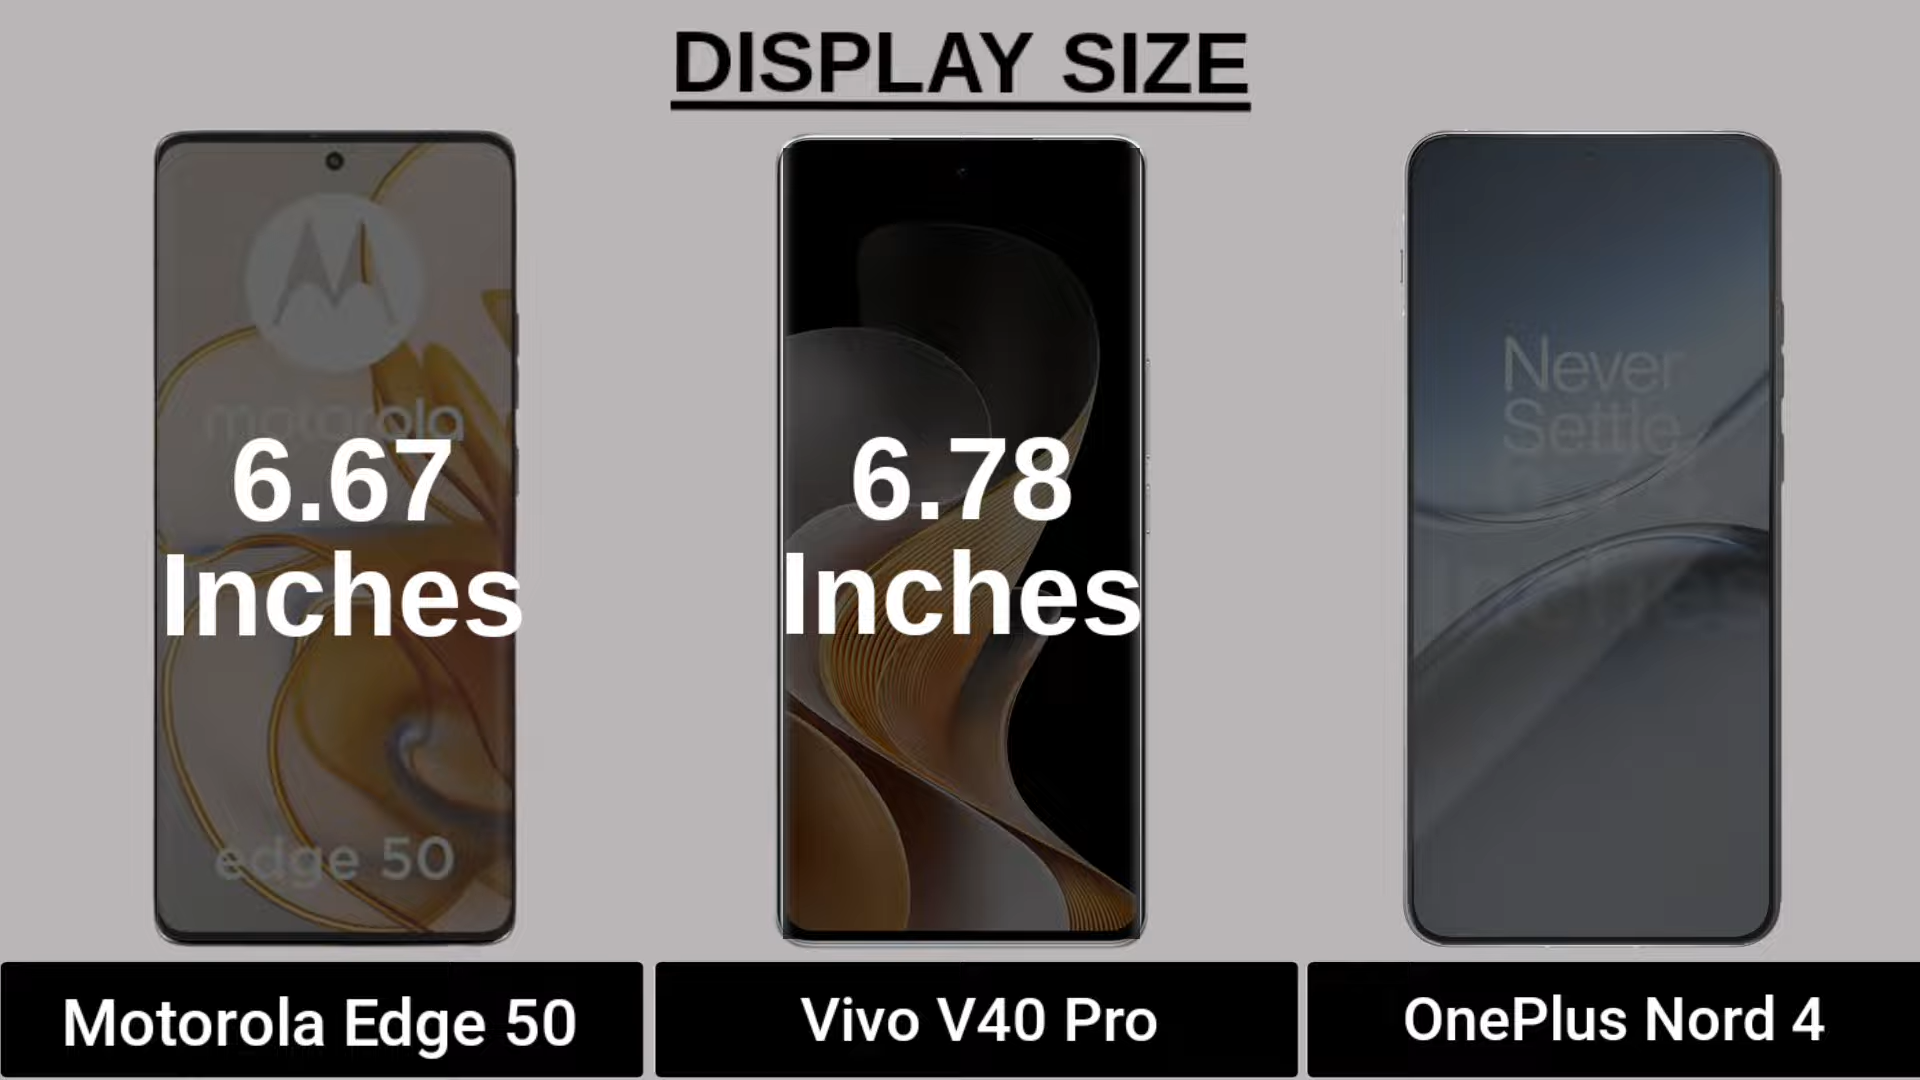 DISPLAY SIZE
motorola
6.67
Inches
edge 50
6.78
Inches
Never
Settle
Motorola Edge 50
Vivo V40 Pro
OnePlus Nord 4